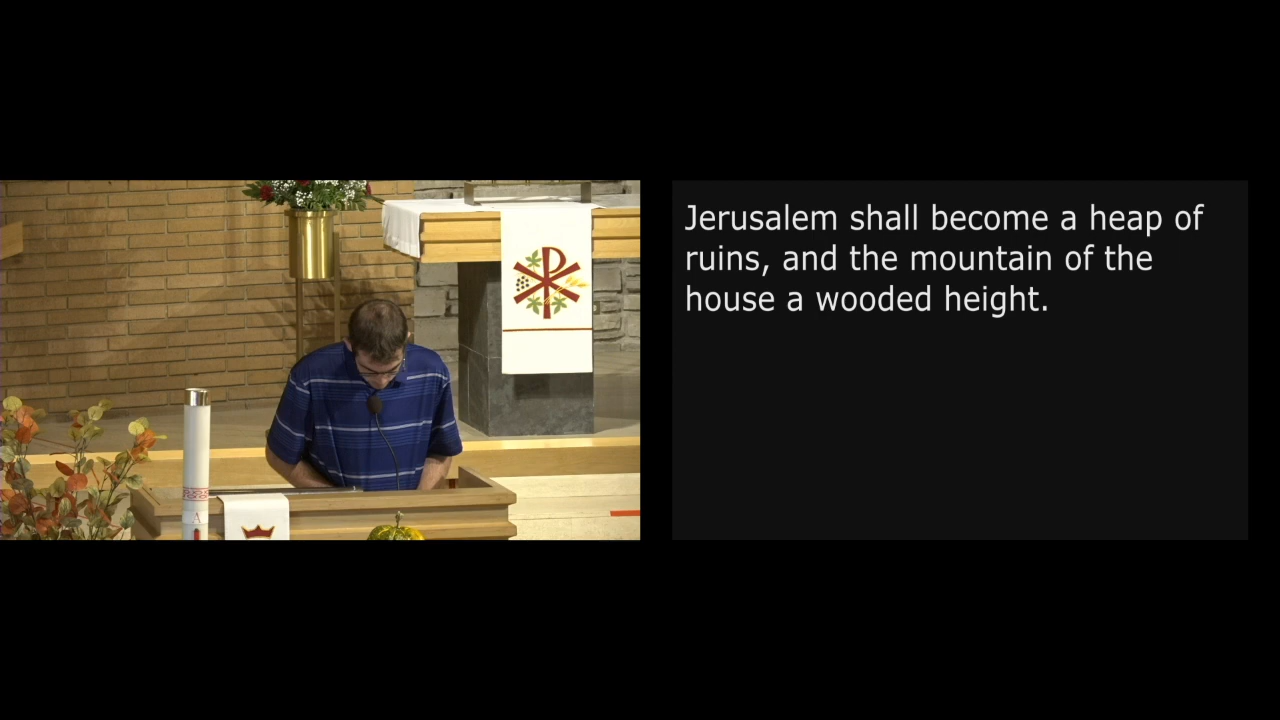 Jerusalem shall become a heap of
ruins, and the mountain of the
house a wooded height.
A